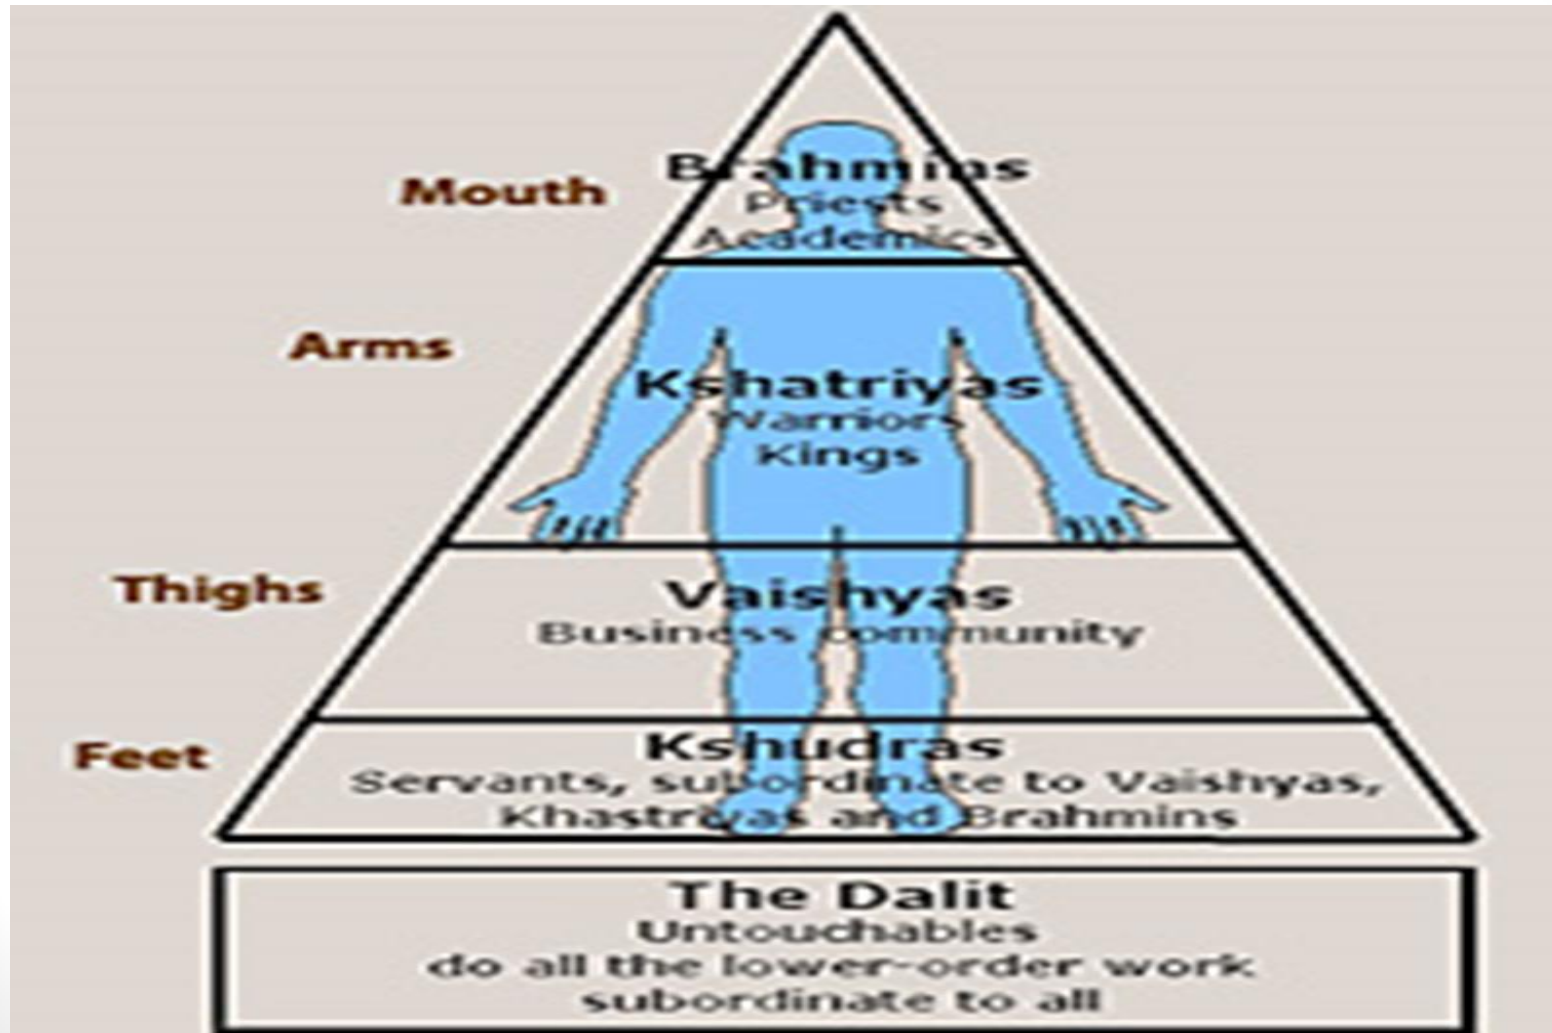 Mouth
Brahmins
Priests
Academics
Arms
Kshatriyas
Warriors
Kings
Thighs
Vaishyas
Business community
Feet
Kshudras
Servants, subordinate to Vaishyas,
Khastriyas and Brahmins
The Dalit
Untouchables
do all the lower-order work
subordinate to all